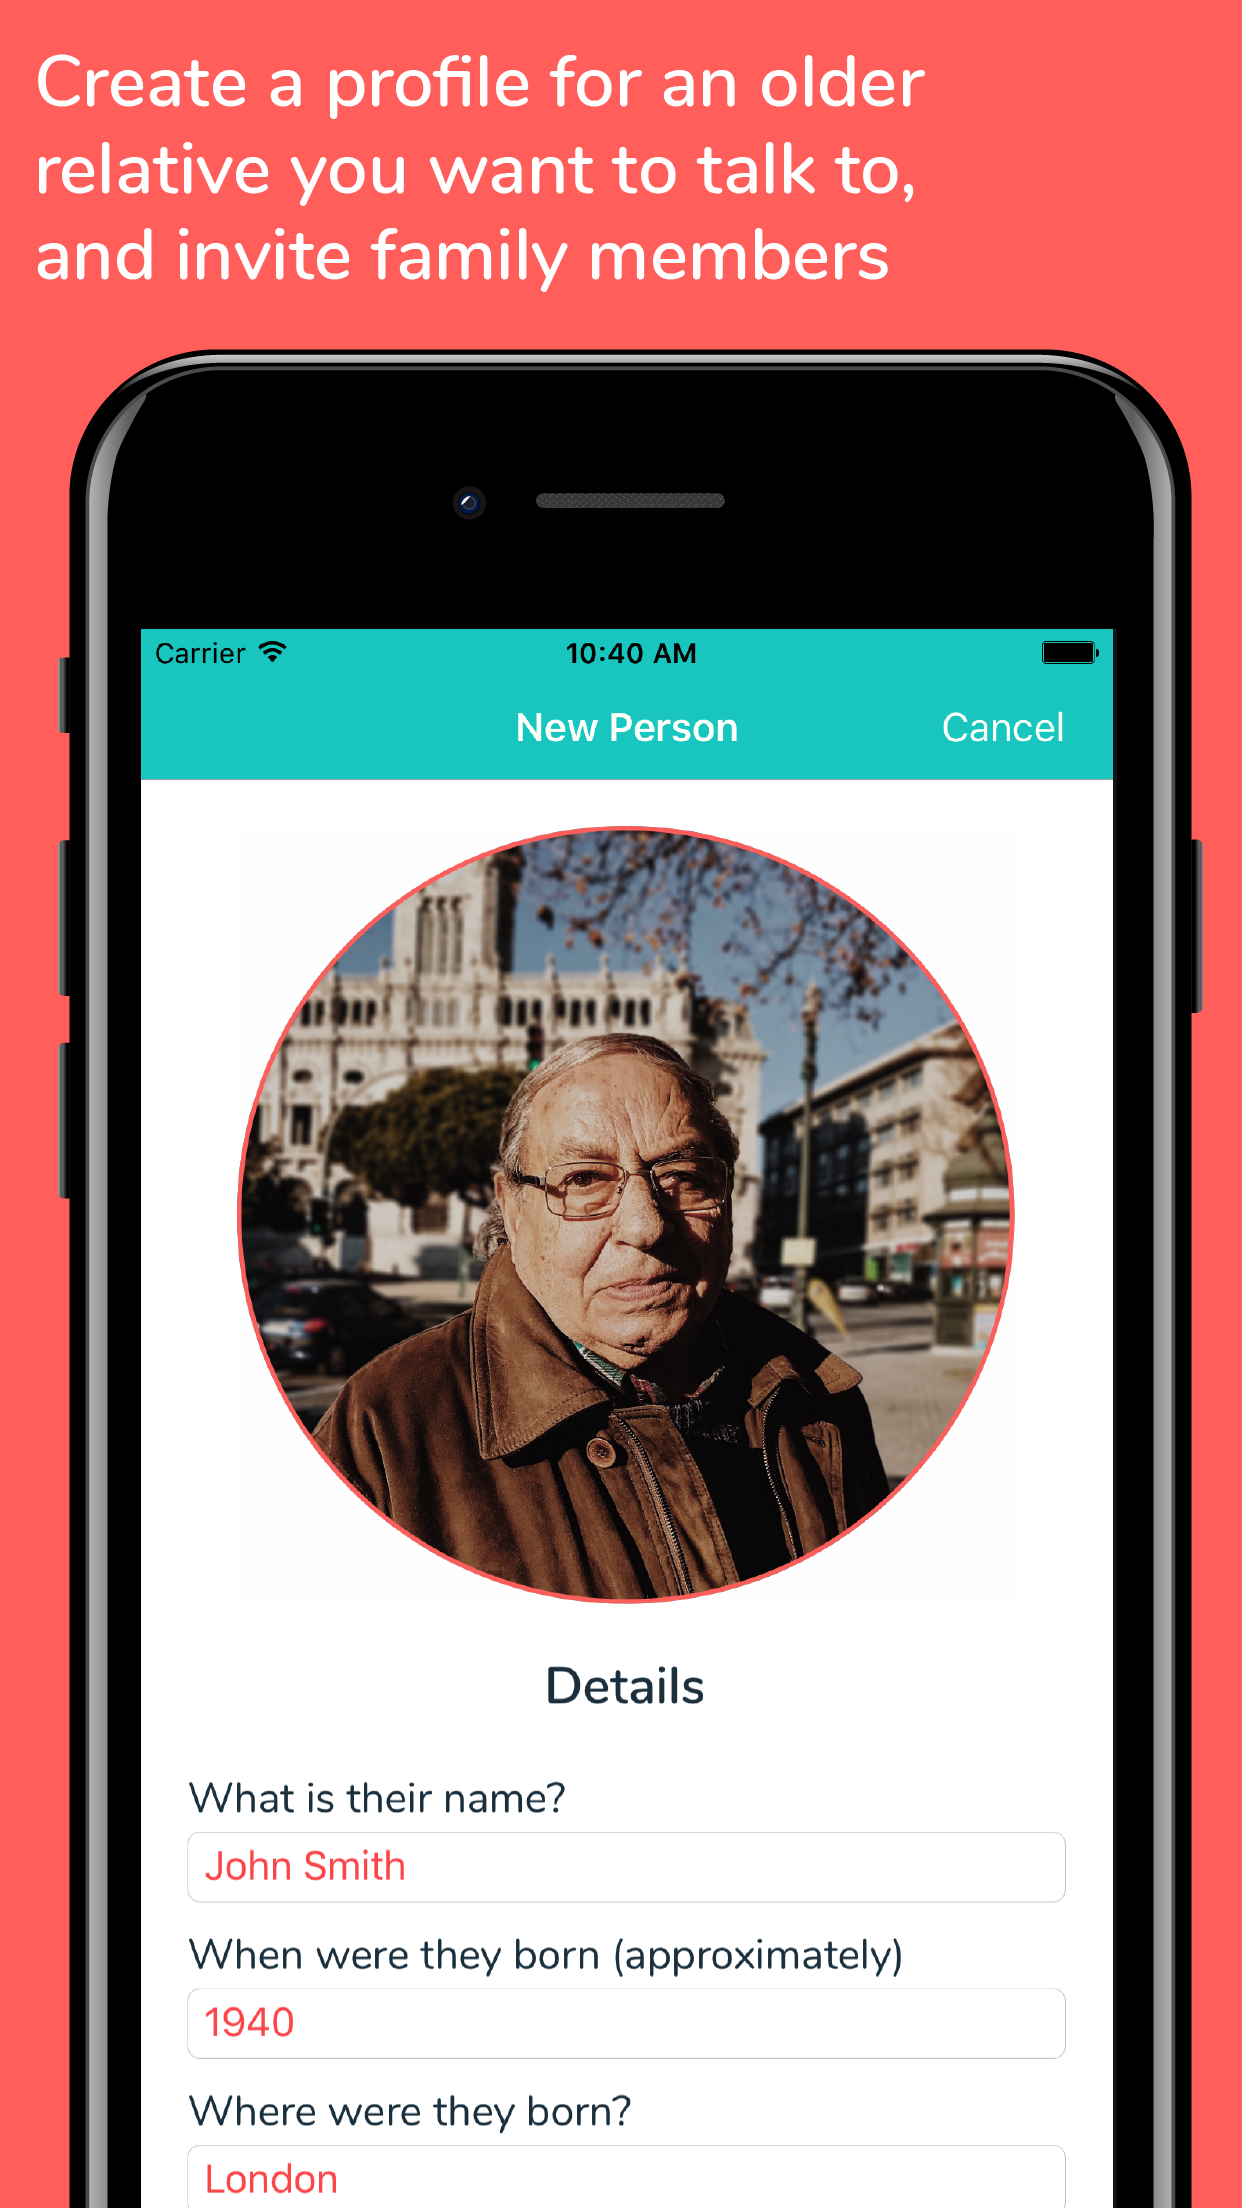 Create a profile for an older
relative you want to talk to,
and invite family members
Carrier 10:40 AM
New Person Cancel
Details
What is their name?
John Smith
When were they born (approximately)
1940
Where were they born?
London